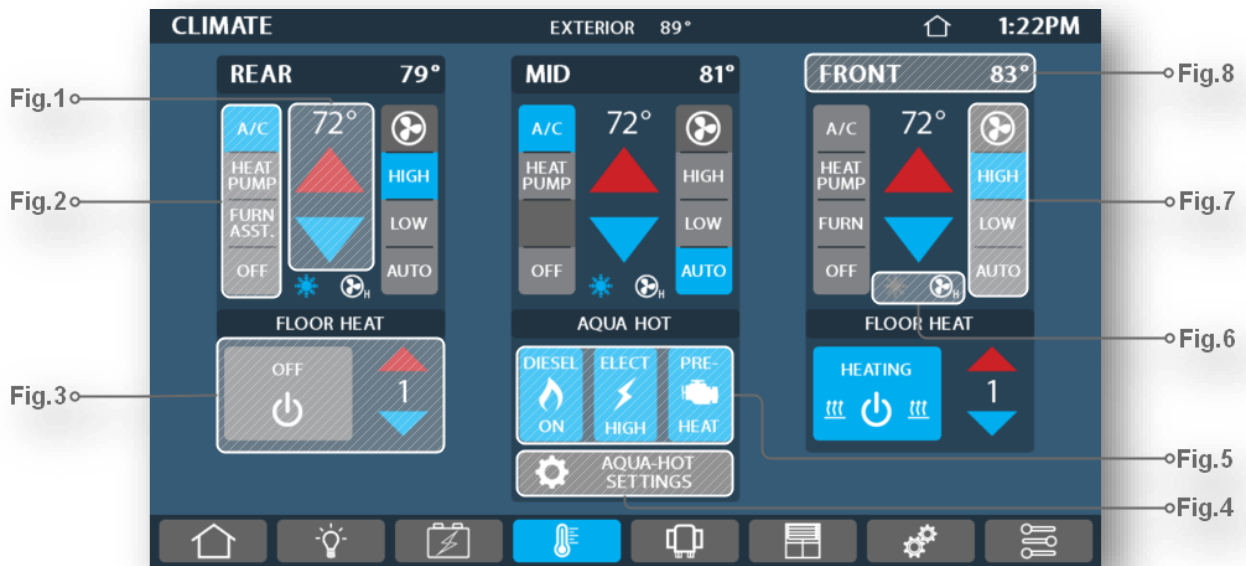 CLIMATE EXTERIOR 89° 1:22PM
REAR 79°
MID 81°
FRONT 83°
Fig.8
Fig.1
A/C
HEAT
PUMP
FURN
ASST.
OFF
72°
HIGH
LOW
AUTO
H
A/C
HEAT
PUMP
OFF
72°
HIGH
LOW
AUTO
H
A/C
HEAT
PUMP
FURN
OFF
72°
HIGH
LOW
AUTO
H
Fig.2
Fig.7
Fig.6
FLOOR HEAT
OFF
1
Fig.3
AQUA HOT
DIESEL
ON
ELECT
HIGH
PRE-
HEAT
AQUA-HOT
SETTINGS
FLOOR HEAT
HEATING
1
Fig.5
Fig.4